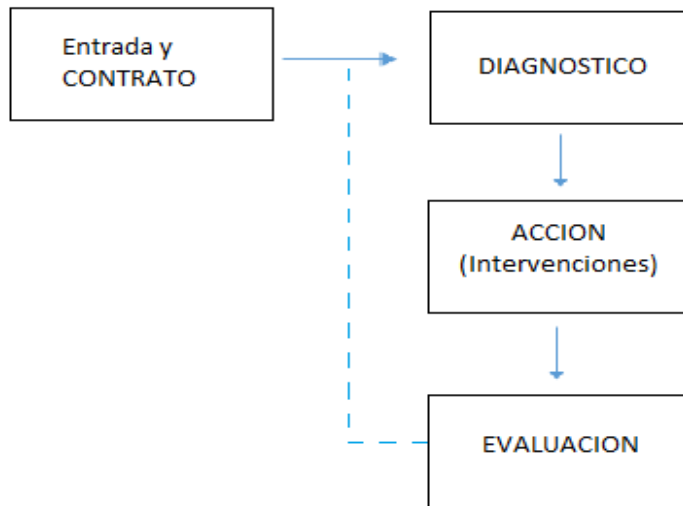 Entrada y
CONTRATO
DIAGNOSTICO
ACCION
(Intervenciones)
EVALUACION